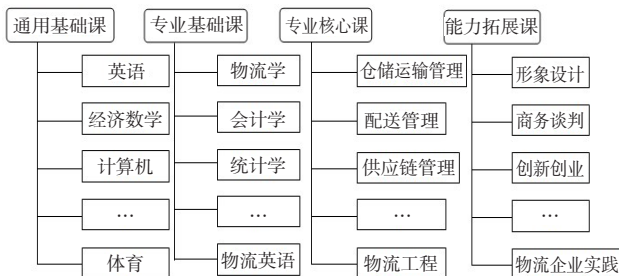 通用基础课
英语
经济数学
计算机
…
体育
专业基础课
物流学
会计学
统计学
…
物流英语
专业核心课
仓储运输管理
配送管理
供应链管理
…
物流工程
能力拓展课
形象设计
商务谈判
创新创业
…
物流企业实践